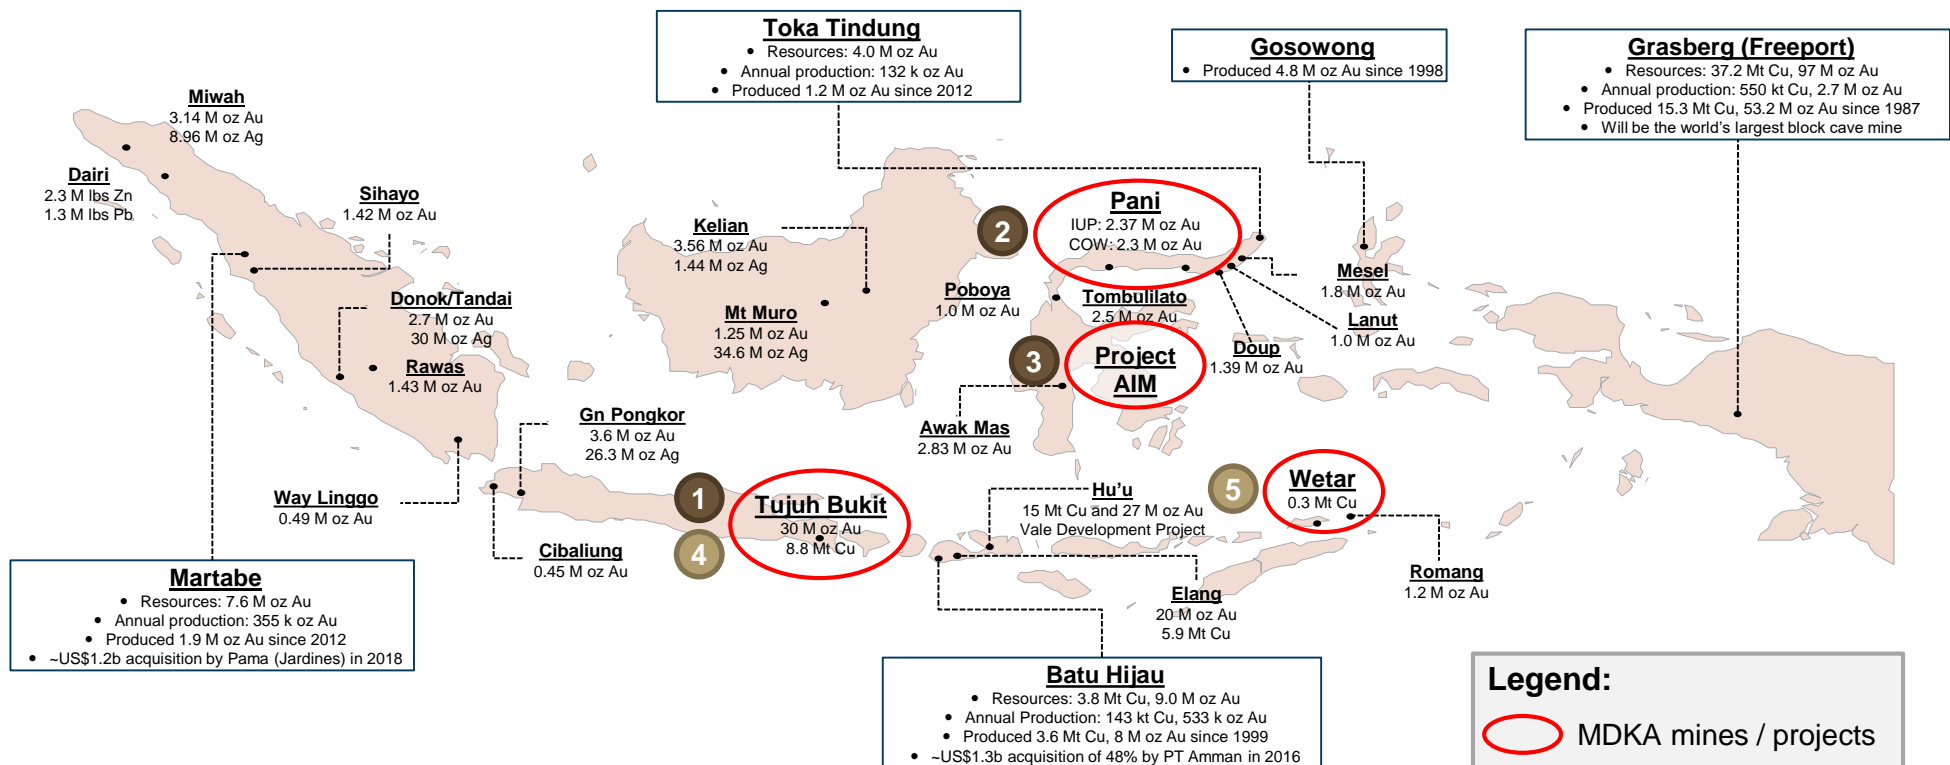 Toka Tindung
• Resources: 4.0 M oz Au
• Annual production: 132 k oz Au
• Produced 1.2 M oz Au since 2012
Gosowong
• Produced 4.8 M oz Au since 1998
Grasberg (Freeport)
• Resources: 37.2 Mt Cu, 97 M oz Au
• Annual production: 550 kt Cu, 2.7 M oz Au
• Produced 15.3 Mt Cu, 53.2 M oz Au since 1987
• Will be the world's largest block cave mine
Miwah
3.14 M oz Au
8.96 M oz Ag
Dairi
2.3 M lbs Zn
1.3 M lbs Pb
Sihayo
1.42 M oz Au
Kelian
3.56 M oz Au
1.44 M oz Ag
2
Pani
IUP: 2.37 M oz Au
COW: 2.3 M oz Au
Mesel
1.8 M oz Au
Poboya
1.0 M oz Au
Tombulilato
2.5 M oz Au
Lanut
1.0 M oz Au
Donok/Tandai
2.7 M oz Au
30 M oz Ag
Mt Muro
1.25 M oz Au
34.6 M oz Ag
3
Project
AIM
Doup
1.39 M oz Au
Rawas
1.43 M oz Au
Gn Pongkor
3.6 M oz Au
26.3 M oz Ag
Awak Mas
2.83 M oz Au
Way Linggo
0.49 M oz Au
1
4
Tujuh Bukit
30 M oz Au
8.8 Mt Cu
Hu'u
15 Mt Cu and 27 M oz Au
Vale Development Project
5
Wetar
0.3 Mt Cu
Cibaliung
0.45 M oz Au
Romang
1.2 M oz Au
Elang
20 M oz Au
5.9 Mt Cu
Martabe
• Resources: 7.6 M oz Au
• Annual production: 355 k oz Au
• Produced 1.9 M oz Au since 2012
• ~US$1.2b acquisition by Pama (Jardines) in 2018
Batu Hijau
• Resources: 3.8 Mt Cu, 9.0 M oz Au
• Annual Production: 143 kt Cu, 533 k oz Au
• Produced 3.6 Mt Cu, 8 M oz Au since 1999
• ~US$1.3b acquisition of 48% by PT Amman in 2016
Legend:
MDKA mines / projects